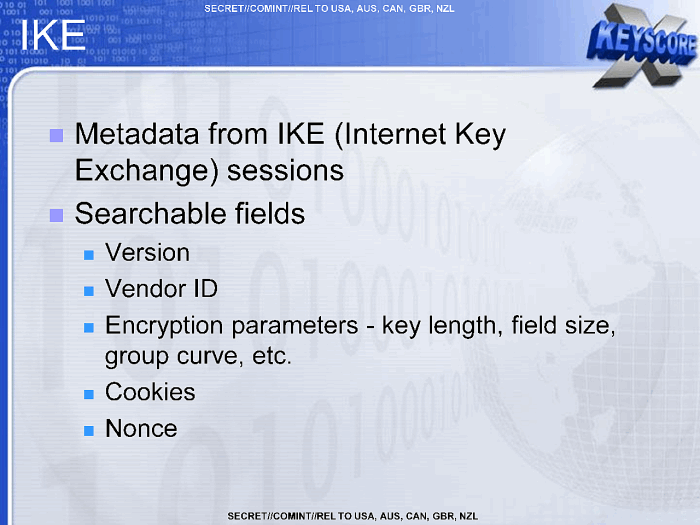 SECRET//COMINT//REL TO USA, AUS, CAN, GBR, NZL
IKE
X
KEYSCORE
Metadata from IKE (Internet Key
Exchange) sessions
Searchable fields
Version
Vendor ID
Encryption parameters - key length, field size,
group curve, etc.
Cookies
Nonce
SECRET//COMINT//REL TO USA, AUS, CAN, GBR, NZL